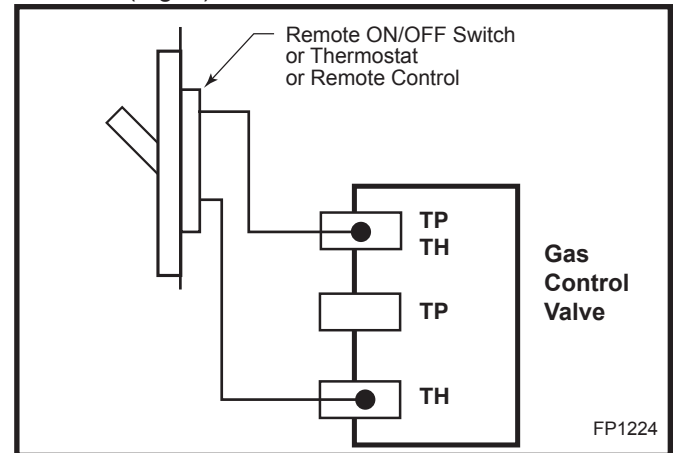 Remote ON/OFF Switch
or Thermostat
or Remote Control
TP
TH
Gas
Control
Valve
TP
TH
FP1224